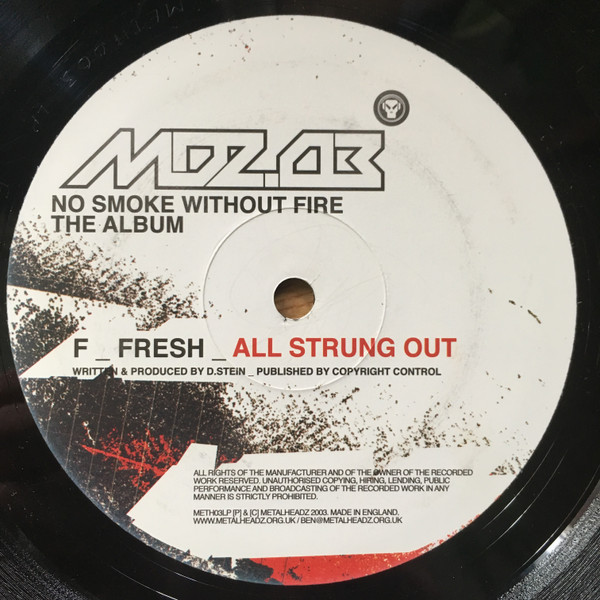 MDZ.03
NO SMOKE WITHOUT FIRE
THE ALBUM
F _ FRESH _ ALL STRUNG OUT
WRITTEN & PRODUCED BY D.STEIN _ PUBLISHED BY COPYRIGHT CONTROL
ALL RIGHTS OF THE MANUFACTURER AND OF THE OWNER OF THE RECORDED
WORK RESERVED. UNAUTHORISED COPYING, HIRING, LENDING, PUBLIC
PERFORMANCE AND BROADCASTING OF THE RECORDED WORK IN ANY
MANNER IS STRICTLY PROHIBITED.
METH03LP [P] & [C] METALHEADZ 2003. MADE IN ENGLAND.
WWW.METALHEADZ.ORG.UK / BEN@METALHEADZ.ORG.UK